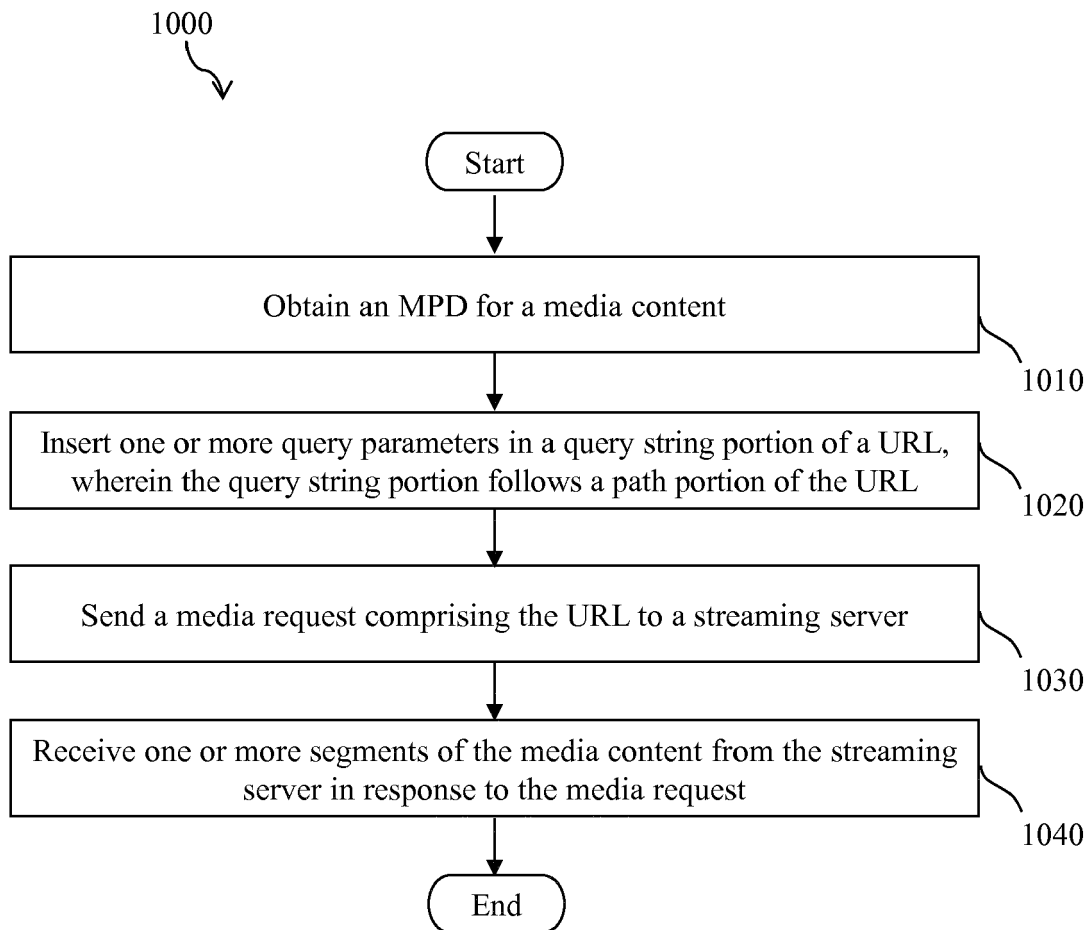 1000
Start
Obtain an MPD for a media content
1010
Insert one or more query parameters in a query string portion of a URL,
wherein the query string portion follows a path portion of the URL
1020
Send a media request comprising the URL to a streaming server
1030
Receive one or more segments of the media content from the streaming
server in response to the media request
1040
End